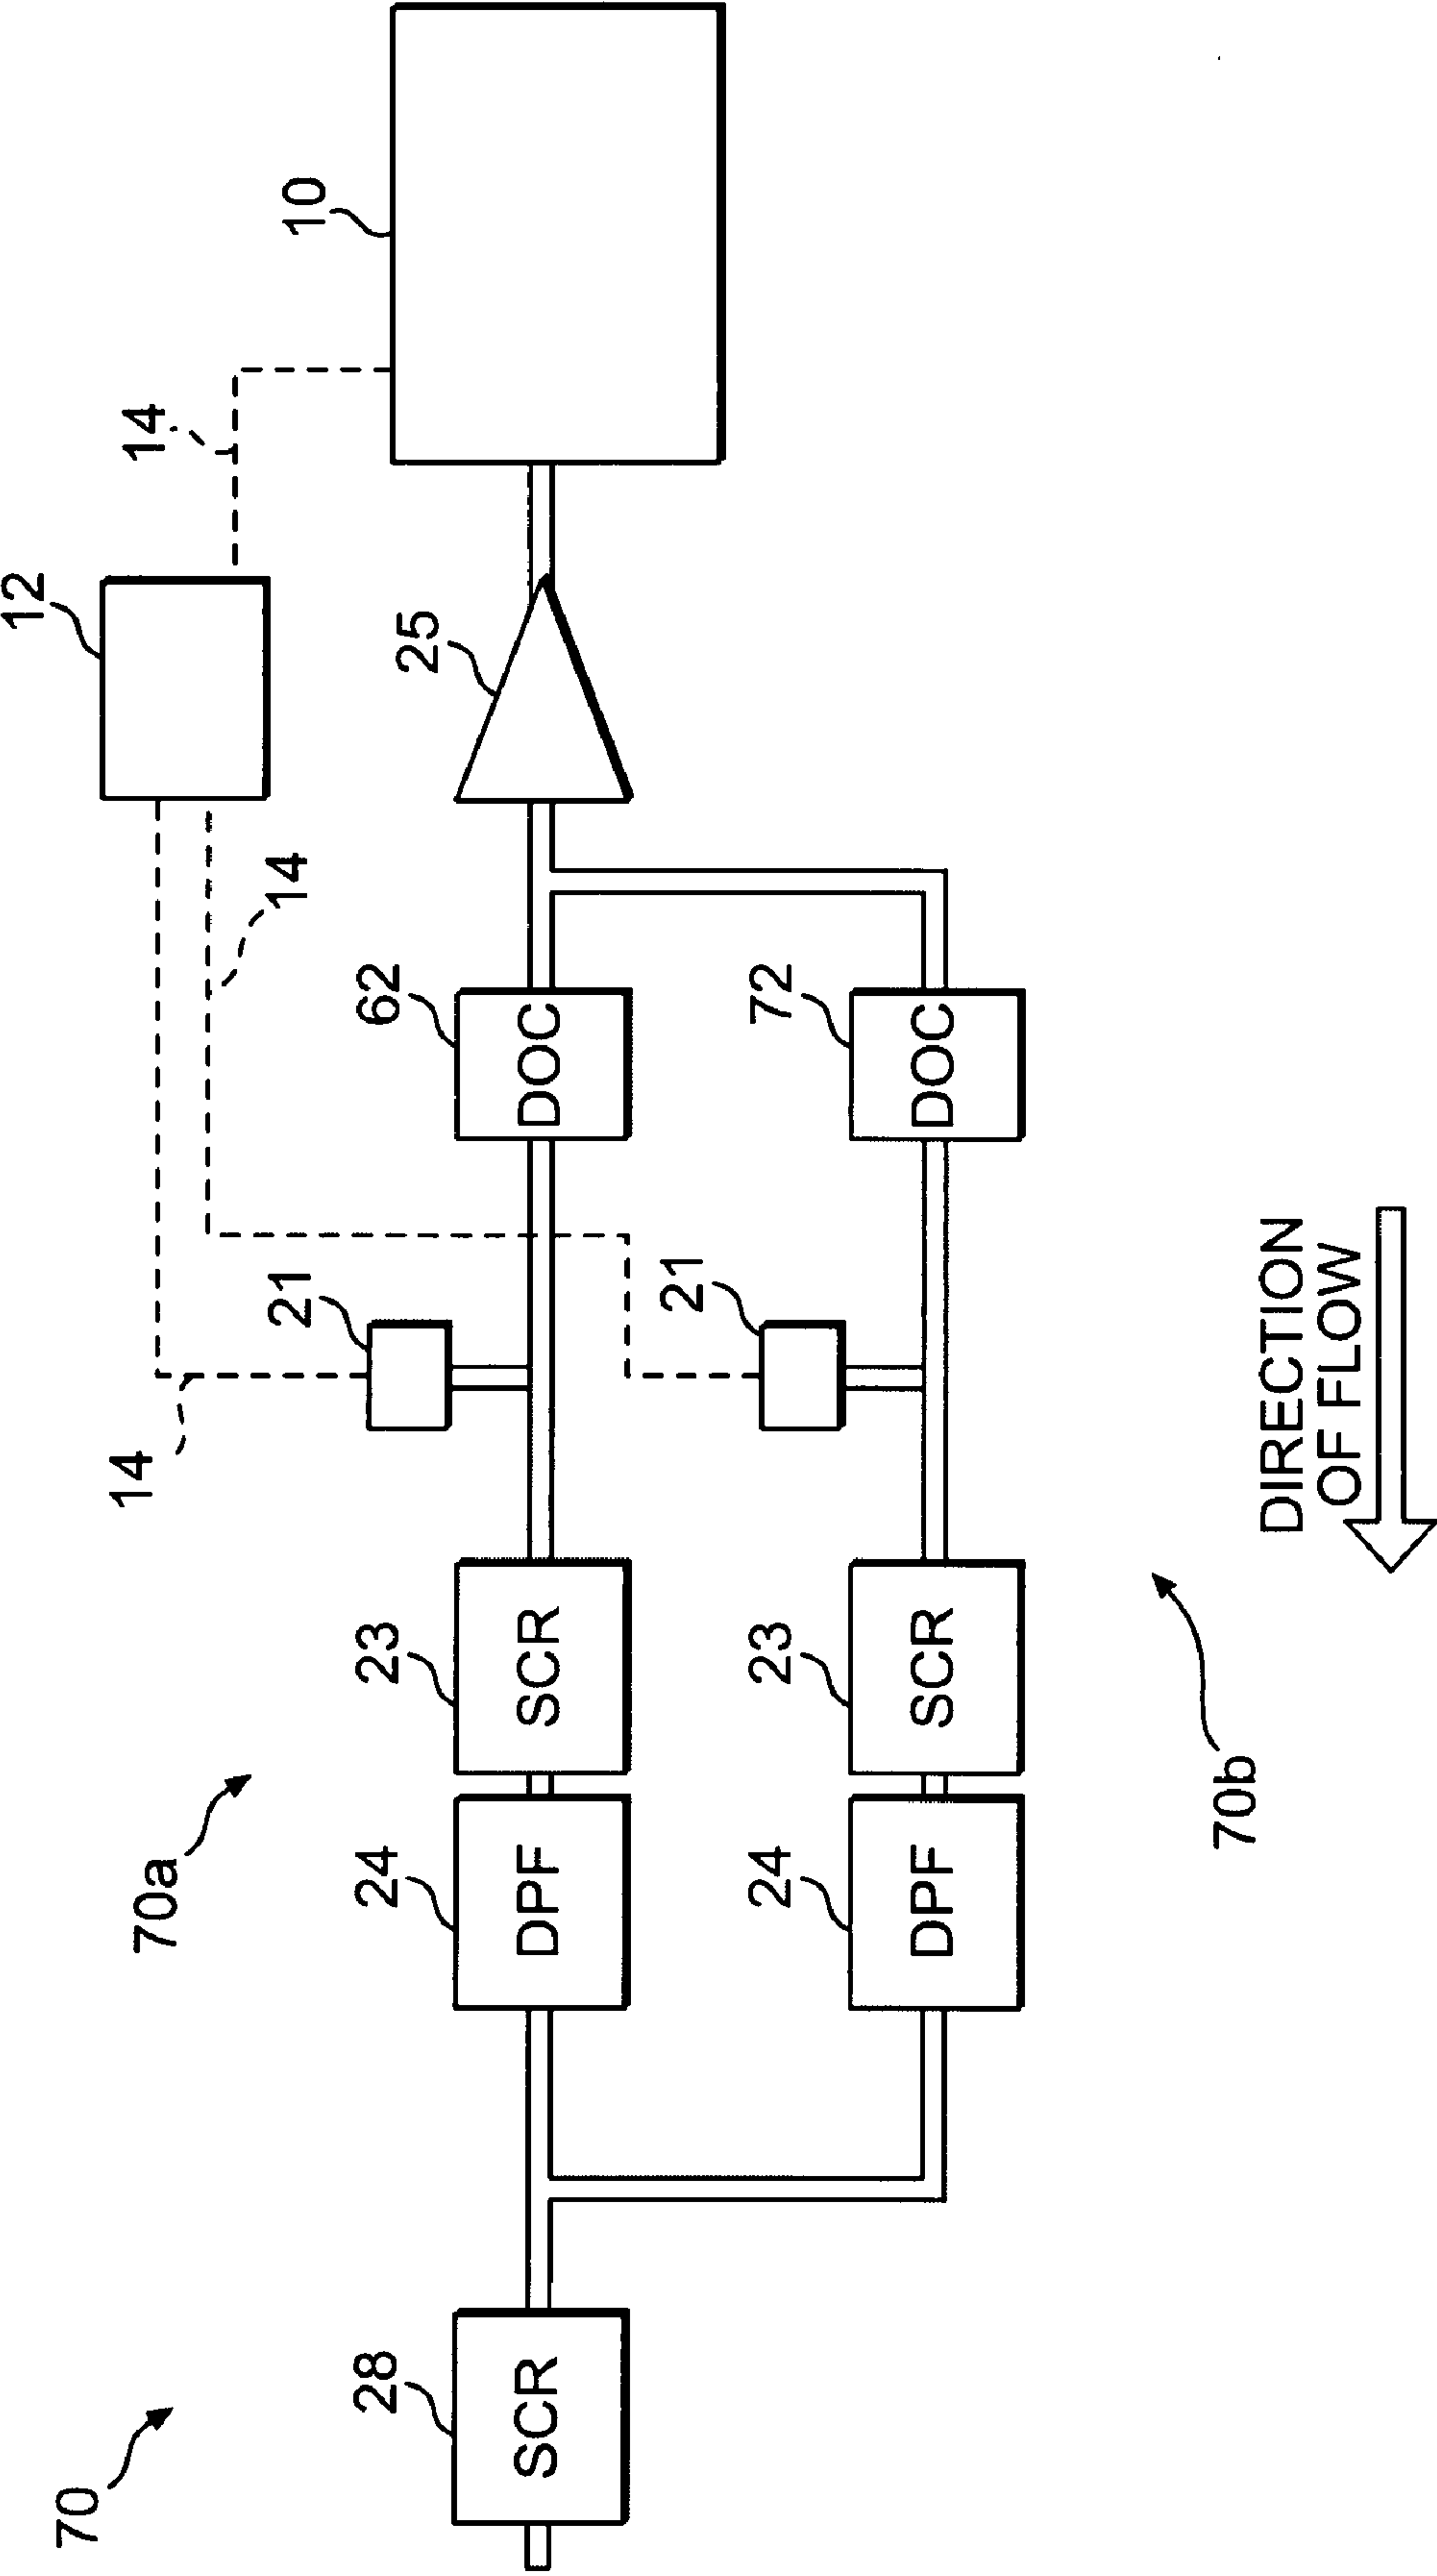 70
70a
70b
28
SCR
24
DPF
23
SCR
24
DPF
23
SCR
14
21
21
14
62
DOC
72
DOC
12
25
14
10
DIRECTION
OF FLOW